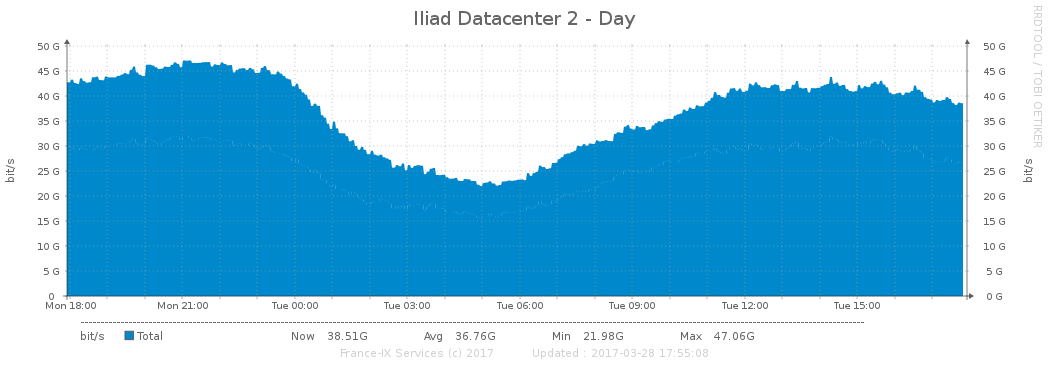 Iliad Datacenter 2 - Day
RRDTOOL / TOBI OETIKER
50 G 50 G
45 G 45 G
40 G 40 G
35 G 35 G
30 G 30 G
25 G 25 G
20 G 20 G
15 G 15 G
10 G 10 G
5 G 5 G
0 0 G
bit/s bit/s
Mon 18:00 Mon 21:00 Tue 00:00 Tue 03:00 Tue 06:00 Tue 09:00 Tue 12:00 Tue 15:00
bit/s Total Now 38.51G Avg 36.76G Min 21.98G Max 47.06G
France-IX Services (c) 2017 Updated : 2017-03-28 17:55:08